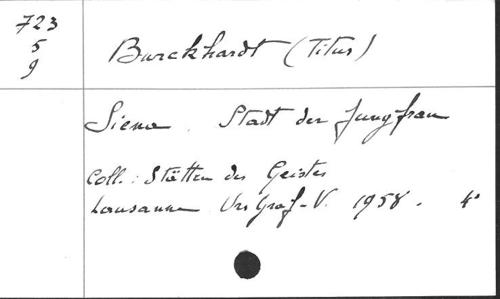 723
5
9
Burckhardt (Titus)
Siena. Stadt der Jungfrau
Coll.: Stätten des Geistes
Lausanne Urs Graf-V. 1958. 4°